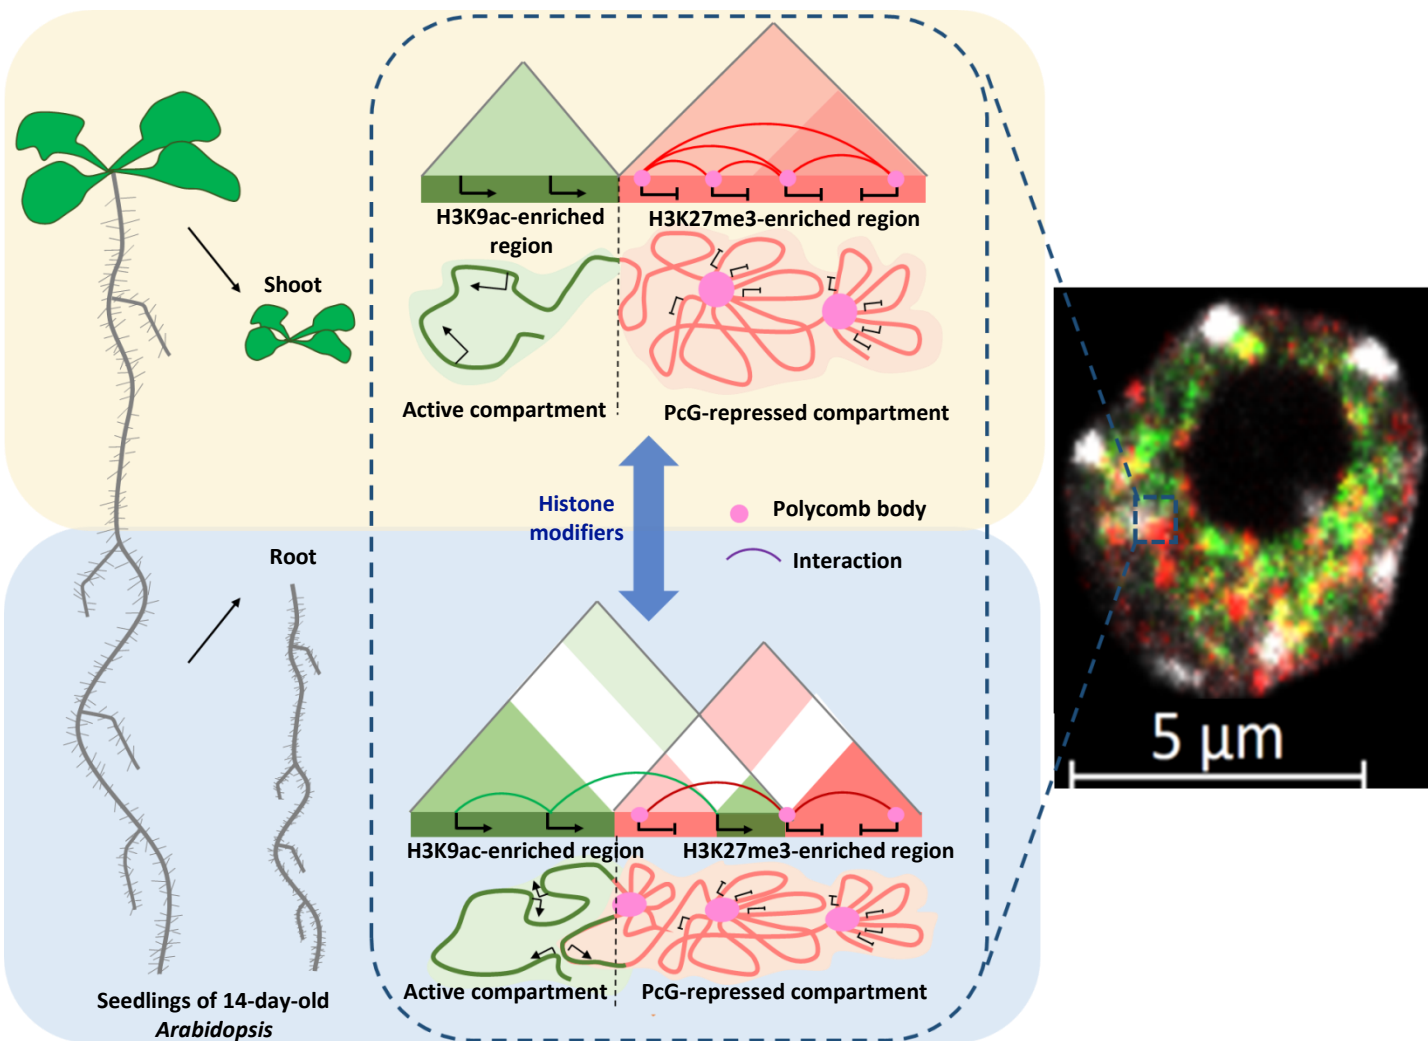 H3K9ac-enriched
region
H3K27me3-enriched region
Shoot
Active compartment
PcG-repressed compartment
Histone
modifiers
Polycomb body
Interaction
Root
5 μm
H3K9ac-enriched region
H3K27me3-enriched region
Active compartment
PcG-repressed compartment
Seedlings of 14-day-old
Arabidopsis